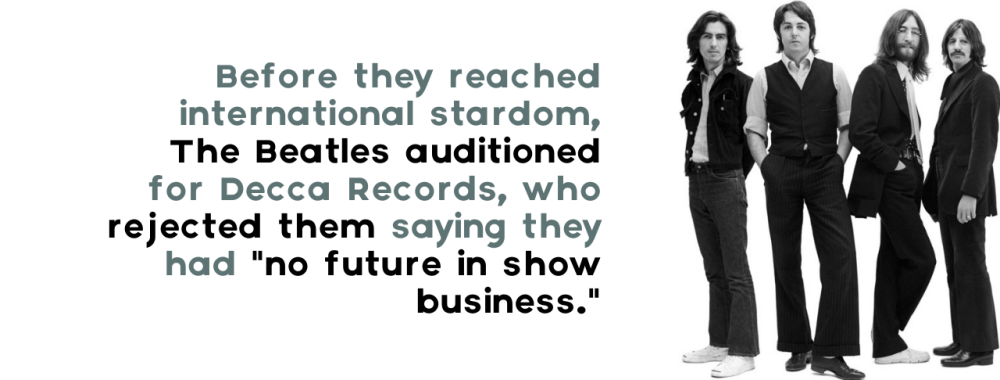 Before they reached
international stardom,
The Beatles auditioned
for Decca Records, who
rejected them saying they
had "no future in show
business."